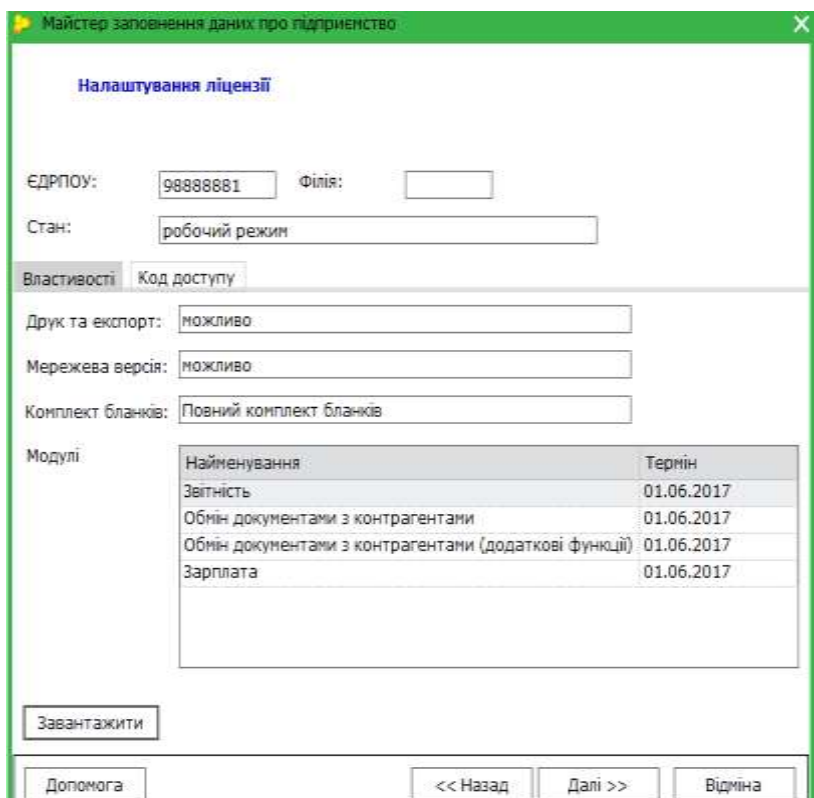 Майстер заповнення даних про підприємство
Налаштування ліцензії
ЄДРПОУ: 98888881 Філія:
Стан: робочий режим
Властивості Код доступу
Друк та експорт: можливо
Мережева версія: можливо
Комплект бланків: Повний комплект бланків
Модулі
Найменування Термін
Звітність 01.06.2017
Обмін документами з контрагентами 01.06.2017
Обмін документами з контрагентами (додаткові функції) 01.06.2017
Зарплата 01.06.2017
Завантажити
Допомога << Назад Далі >> Відміна